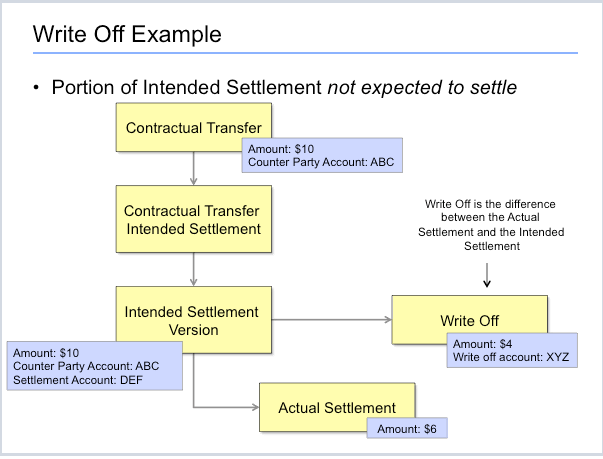 Write Off Example
• Portion of Intended Settlement not expected to settle
Contractual Transfer
Amount: $10
Counter Party Account: ABC
Contractual Transfer
Intended Settlement
Write Off is the difference
between the Actual
Settlement and the Intended
Settlement
Intended Settlement
Version
Write Off
Amount: $4
Write off account: XYZ
Amount: $10
Counter Party Account: ABC
Settlement Account: DEF
Actual Settlement
Amount: $6